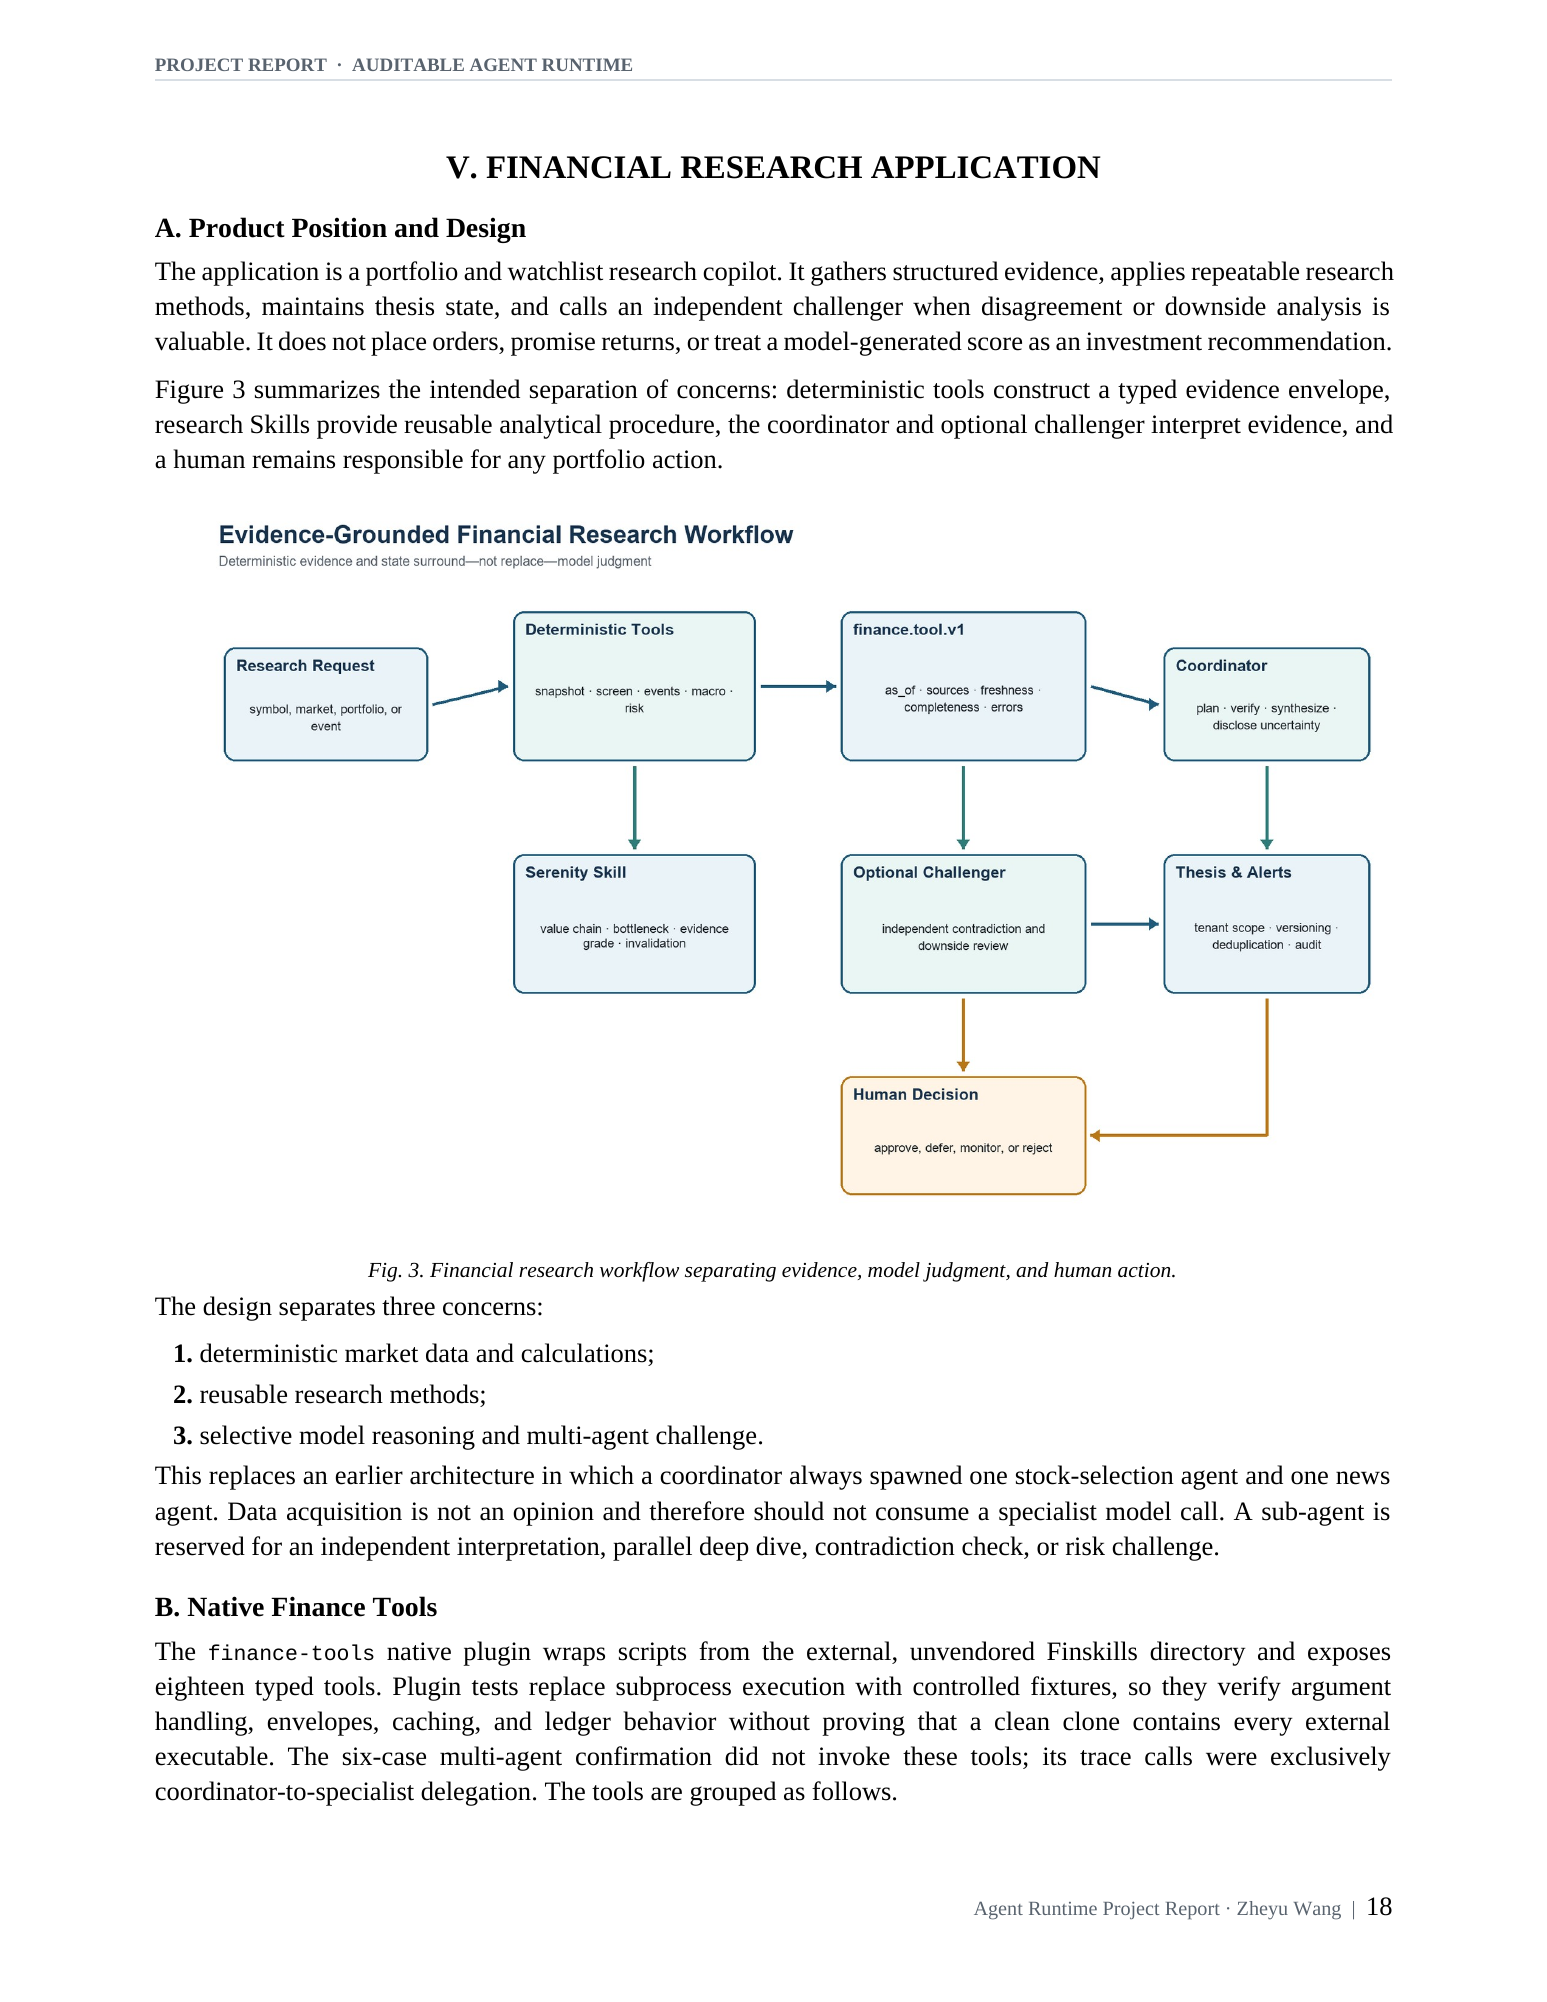 PROJECT REPORT · AUDITABLE AGENT RUNTIME
V. FINANCIAL RESEARCH APPLICATION
A. Product Position and Design
The application is a portfolio and watchlist research copilot. It gathers structured evidence, applies repeatable research
methods, maintains thesis state, and calls an independent challenger when disagreement or downside analysis is
valuable. It does not place orders, promise returns, or treat a model-generated score as an investment recommendation.
Figure 3 summarizes the intended separation of concerns: deterministic tools construct a typed evidence envelope,
research Skills provide reusable analytical procedure, the coordinator and optional challenger interpret evidence, and
a human remains responsible for any portfolio action.
Evidence-Grounded Financial Research Workflow
Deterministic evidence and state surround—not replace—model judgment
Research Request
symbol, market, portfolio, or
event
Deterministic Tools
snapshot · screen · events · macro ·
risk
finance.tool.v1
as_of · sources · freshness ·
completeness · errors
Coordinator
plan · verify · synthesize ·
disclose uncertainty
Serenity Skill
value chain · bottleneck · evidence
grade · invalidation
Optional Challenger
independent contradiction and
downside review
Thesis & Alerts
tenant scope · versioning ·
deduplication · audit
Human Decision
approve, defer, monitor, or reject
Fig. 3. Financial research workflow separating evidence, model judgment, and human action.
The design separates three concerns:
1. deterministic market data and calculations;
2. reusable research methods;
3. selective model reasoning and multi-agent challenge.
This replaces an earlier architecture in which a coordinator always spawned one stock-selection agent and one news
agent. Data acquisition is not an opinion and therefore should not consume a specialist model call. A sub-agent is
reserved for an independent interpretation, parallel deep dive, contradiction check, or risk challenge.
B. Native Finance Tools
The finance-tools native plugin wraps scripts from the external, unvendored Finskills directory and exposes
eighteen typed tools. Plugin tests replace subprocess execution with controlled fixtures, so they verify argument
handling, envelopes, caching, and ledger behavior without proving that a clean clone contains every external
executable. The six-case multi-agent confirmation did not invoke these tools; its trace calls were exclusively
coordinator-to-specialist delegation. The tools are grouped as follows.
Agent Runtime Project Report · Zheyu Wang | 18